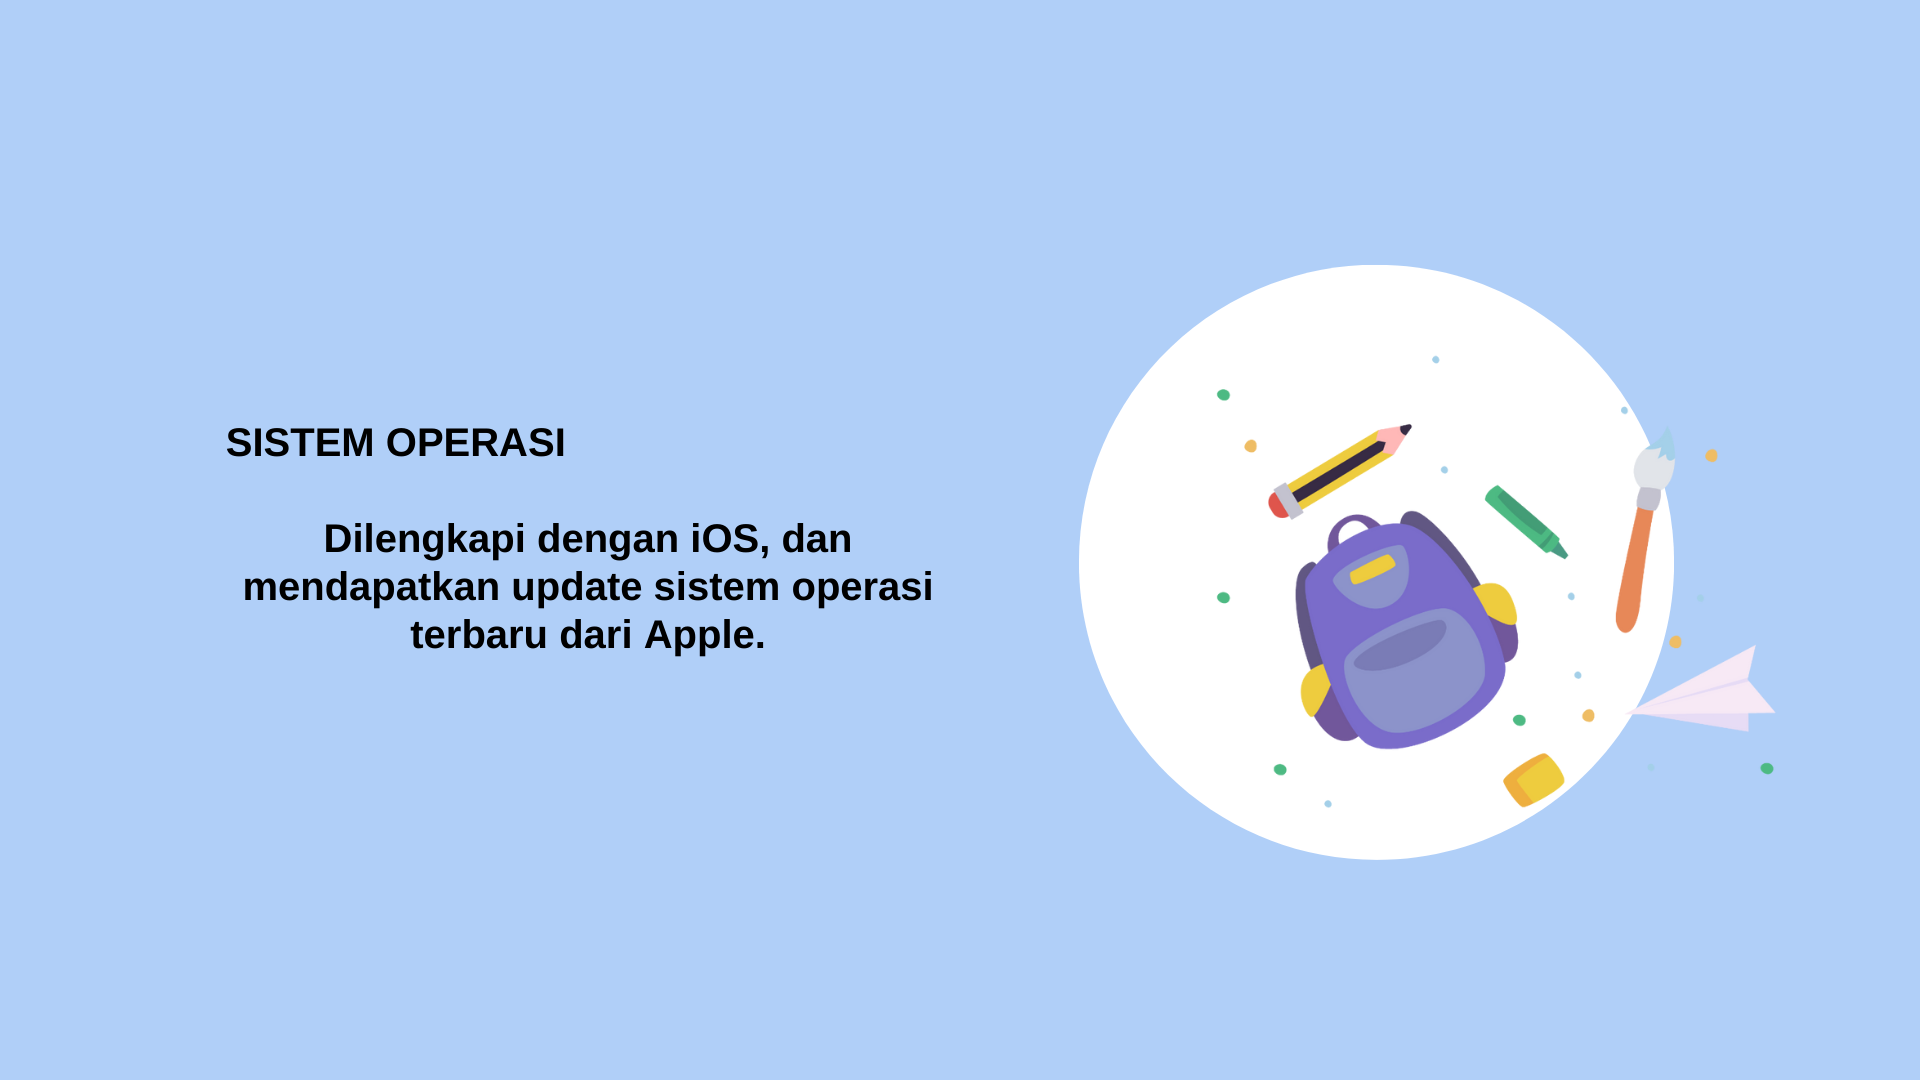 SISTEM OPERASI
Dilengkapi dengan iOS, dan
mendapatkan update sistem operasi
terbaru dari Apple.